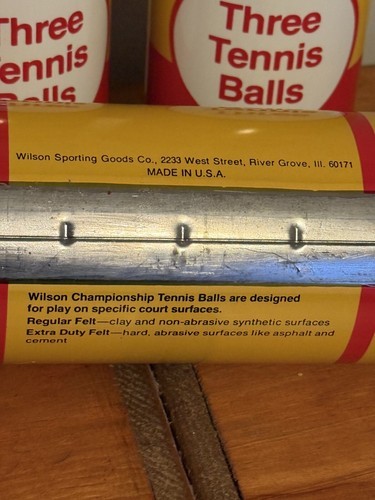 Three
Tennis
Balls
Three
Tennis
Balls
Wilson Sporting Goods Co., 2233 West Street, River Grove, Ill. 60171
MADE IN U.S.A.
Wilson Championship Tennis Balls are designed
for play on specific court surfaces.
Regular Felt—clay and non-abrasive synthetic surfaces
Extra Duty Felt—hard, abrasive surfaces like asphalt and
cement